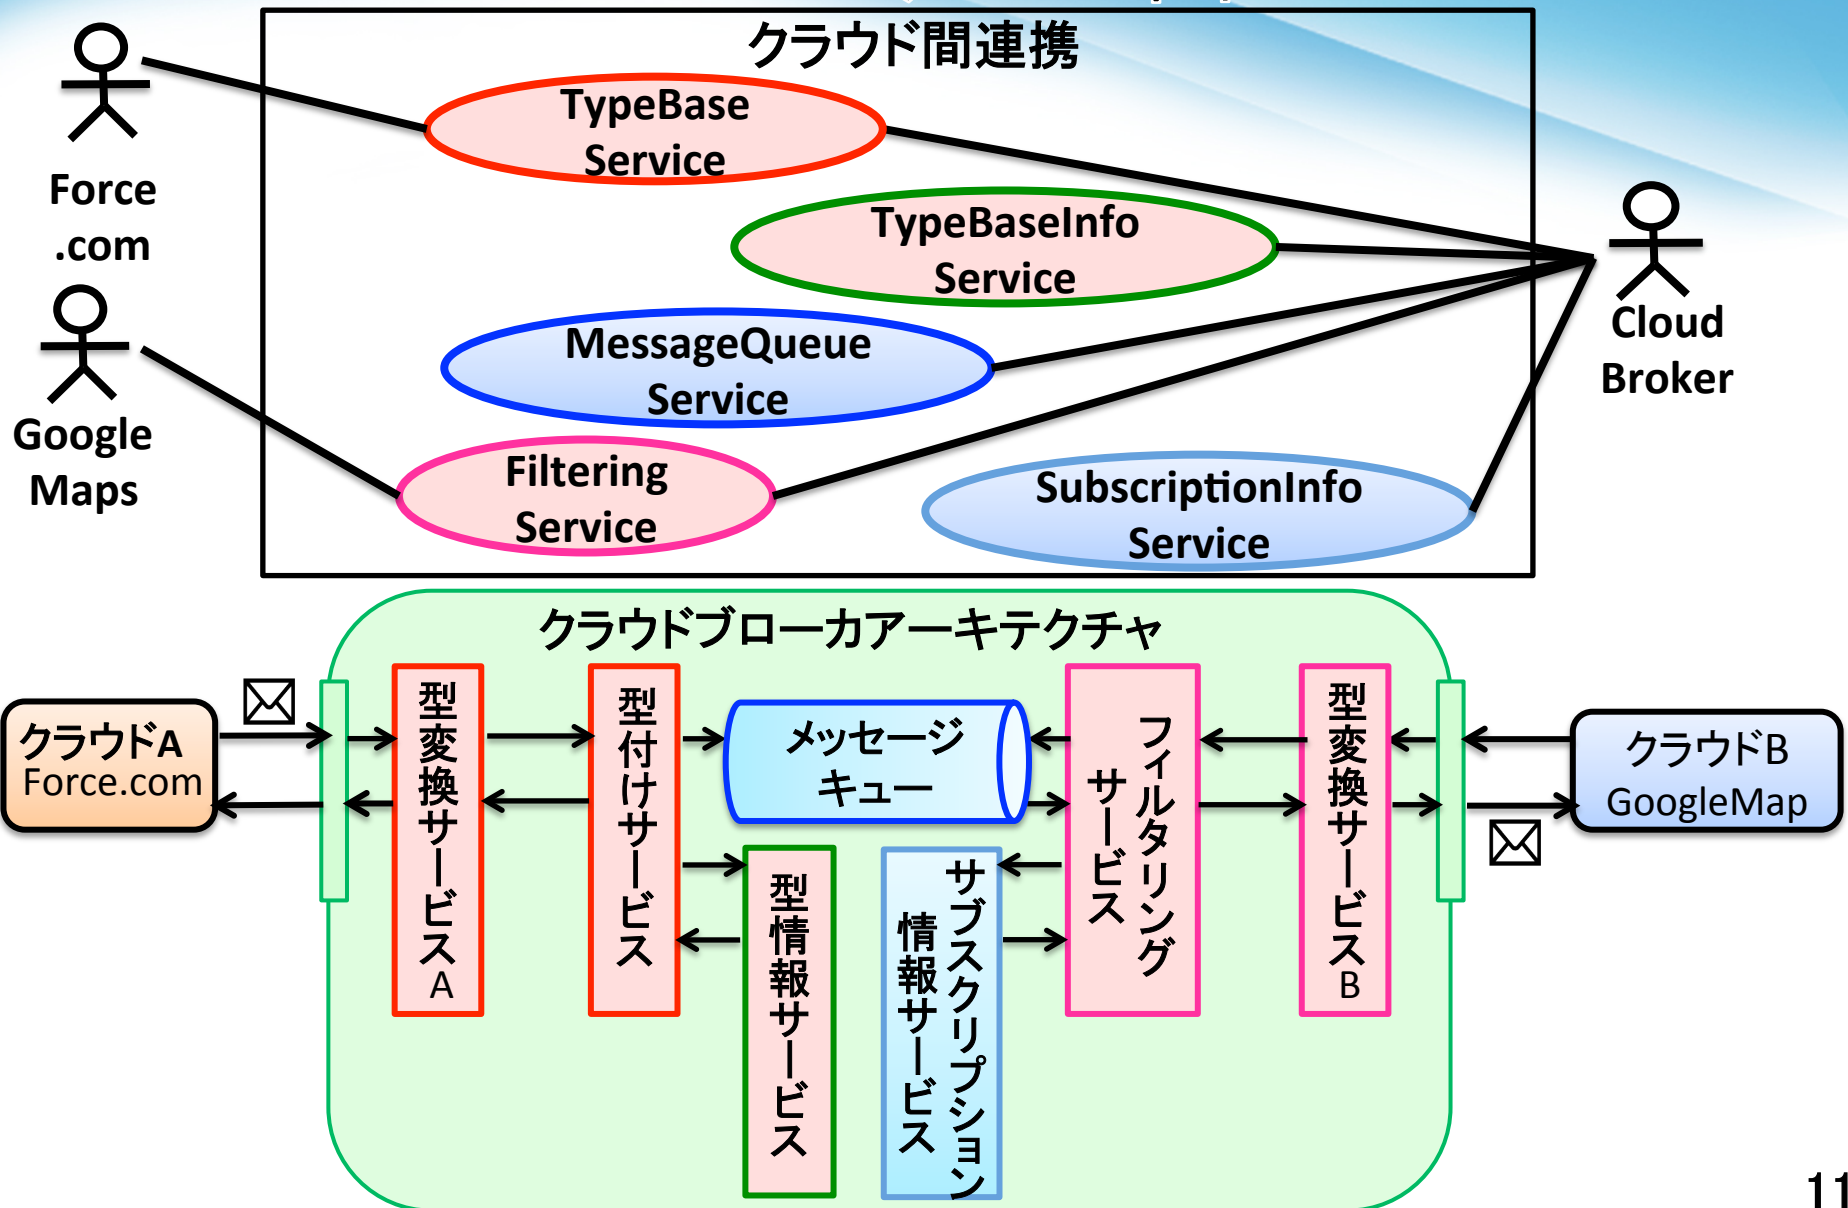 クラウド間連携
TypeBase
Service
Force
.com
TypeBaseInfo
Service
Cloud
Broker
MessageQueue
Service
Google
Maps
Filtering
Service
SubscriptionInfo
Service
クラウドブローカアーキテクチャ
クラウドA
Force.com
型変換サービスA
型付けサービス
メッセージ
キュー
型情報サービス
サブスクリプション
情報サービス
フィルタリング
サービス
型変換サービスB
クラウドB
GoogleMap
11